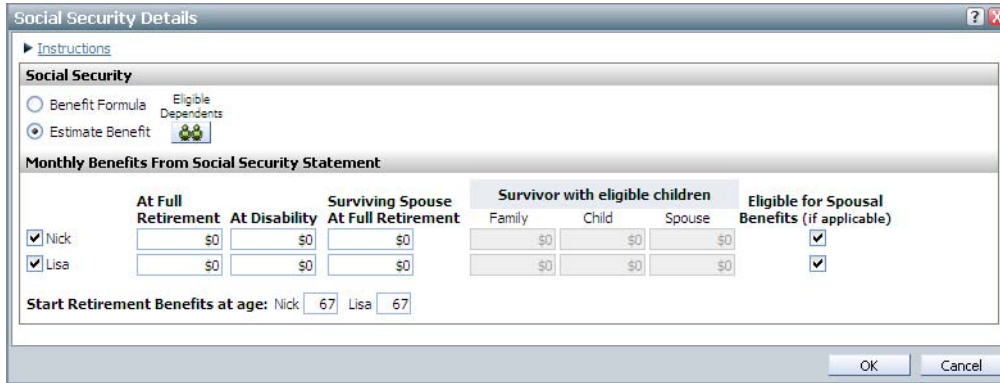 Social Security Details ?
Instructions
Social Security
Benefit Formula
Eligible
Dependents
Estimate Benefit
Monthly Benefits From Social Security Statement
Survivor with eligible children
At Full Retirement
At Disability
Surviving Spouse At Full Retirement
Family Child Spouse
Eligible for Spousal Benefits (if applicable)
Nick $0 $0 $0 $0 $0 $0
Lisa $0 $0 $0 $0 $0 $0
Start Retirement Benefits at age: Nick 67 Lisa 67
OK Cancel